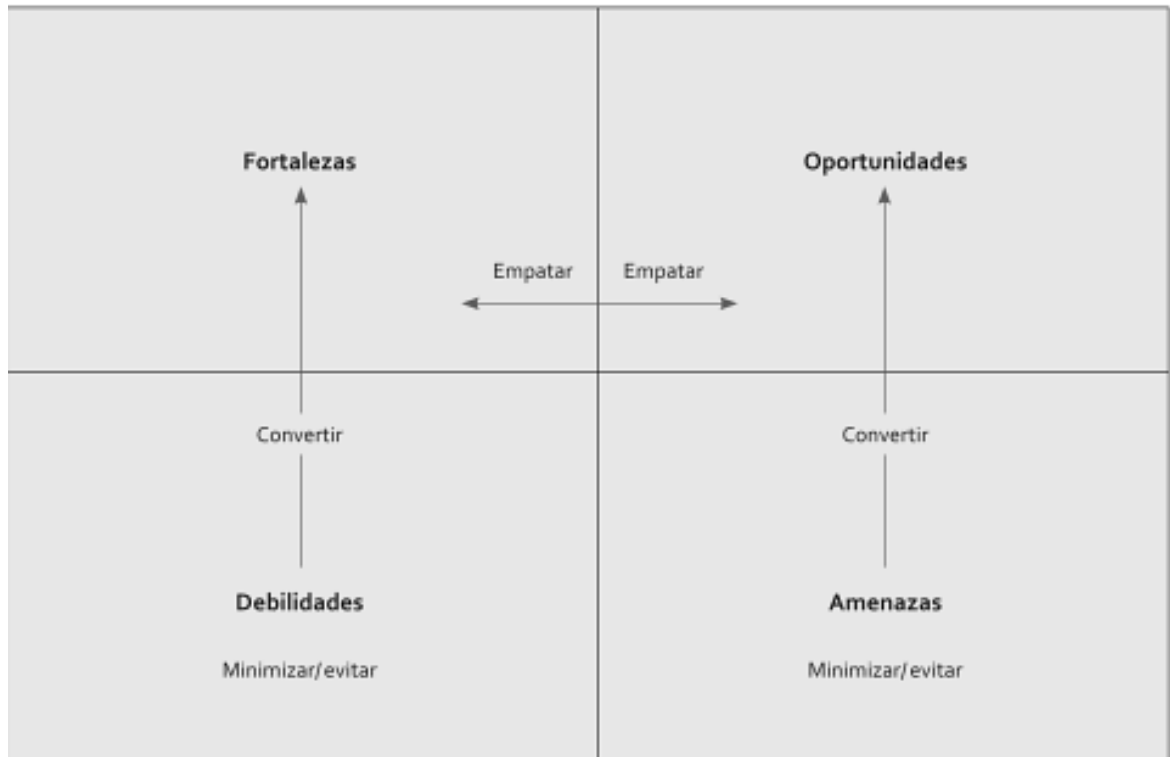 Fortalezas
Oportunidades
Empatar
Empatar
Convertir
Convertir
Debilidades
Amenazas
Minimizar/evitar
Minimizar/evitar